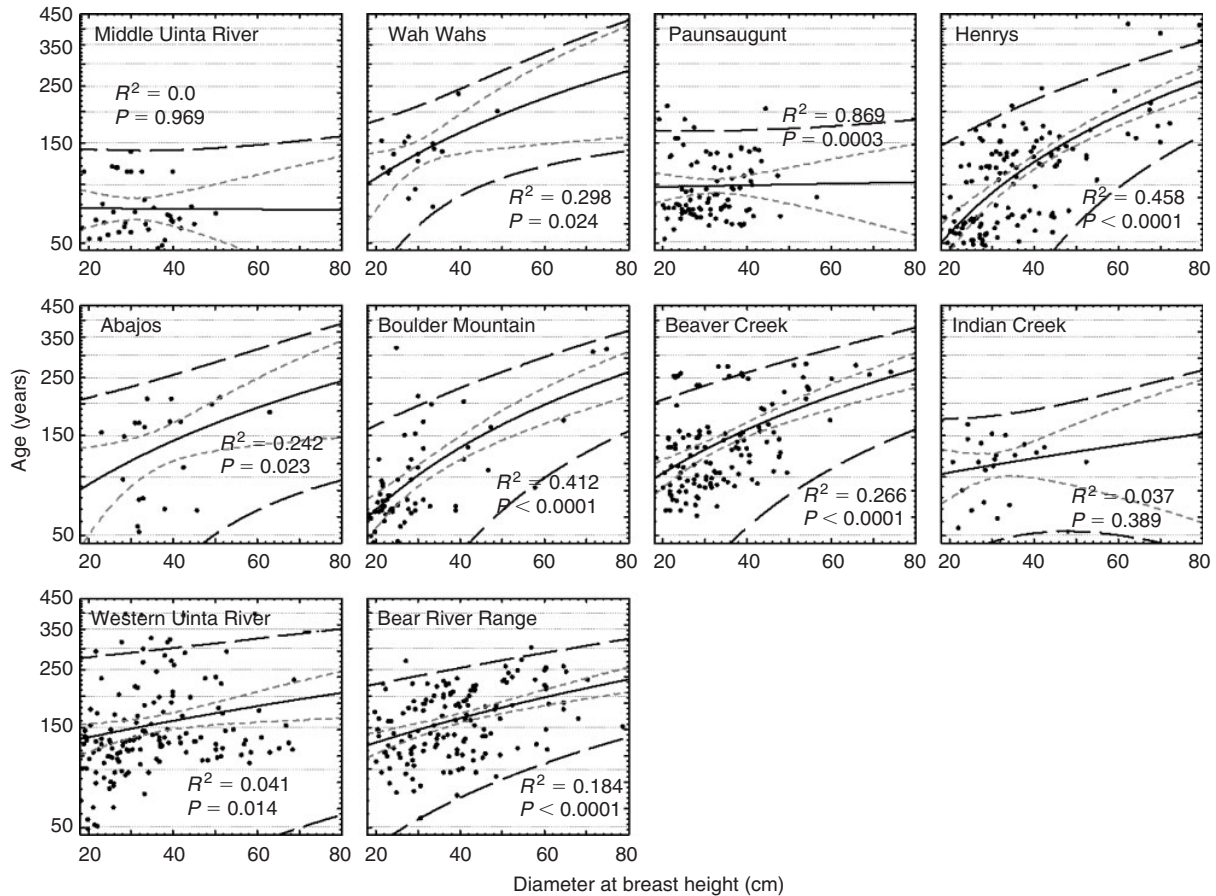 Middle Uinta River
R² = 0.0
P = 0.969
Wah Wahs
R² = 0.298
P = 0.024
Paunsaugunt
R² = 0.869
P = 0.0003
Henrys
R² = 0.458
P < 0.0001
450
350
250
150
50
20 40 60 80
20 40 60 80
20 40 60 80
20 40 60 80
Abajos
R² = 0.242
P = 0.023
Boulder Mountain
R² = 0.412
P < 0.0001
Beaver Creek
R² = 0.266
P < 0.0001
Indian Creek
R² = 0.037
P = 0.389
Age (years)
450
350
250
150
50
20 40 60 80
20 40 60 80
20 40 60 80
20 40 60 80
Western Uinta River
R² = 0.041
P = 0.014
Bear River Range
R² = 0.184
P < 0.0001
450
350
250
150
50
20 40 60 80
20 40 60 80
Diameter at breast height (cm)